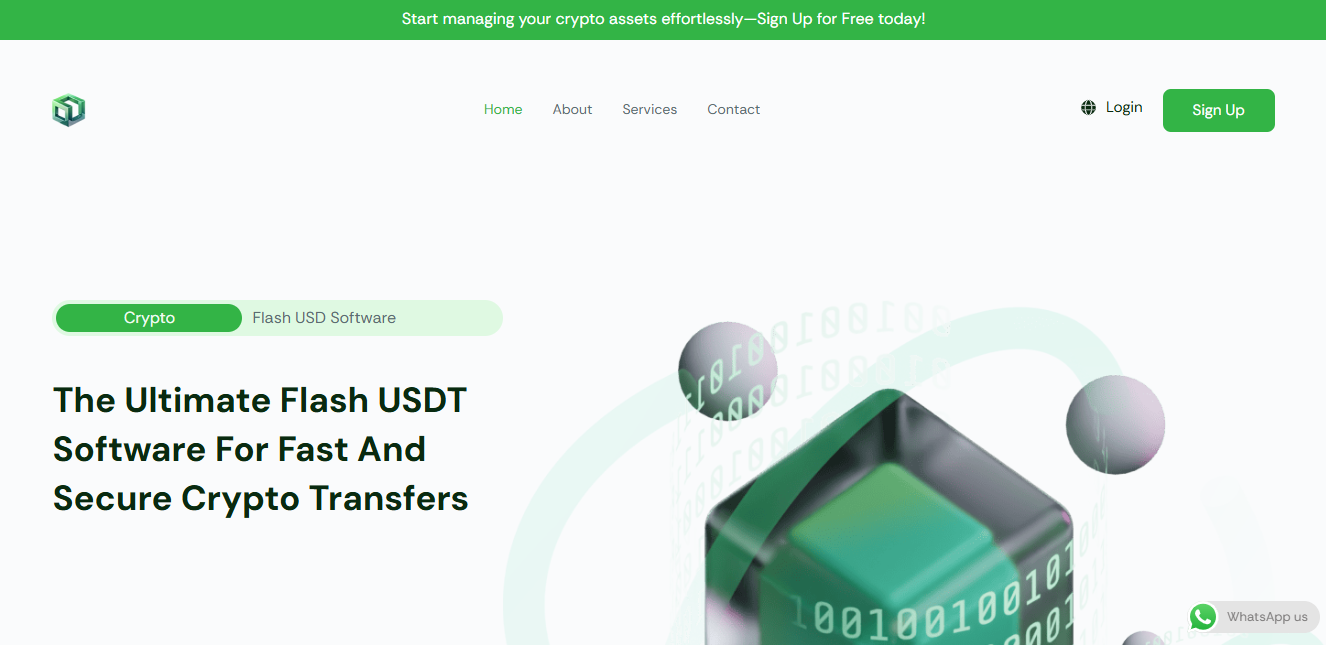 Start managing your crypto assets effortlessly—Sign Up for Free today!
Home About Services Contact
Login
Sign Up
Crypto
Flash USD Software
The Ultimate Flash USDT
Software For Fast And
Secure Crypto Transfers
WhatsApp us